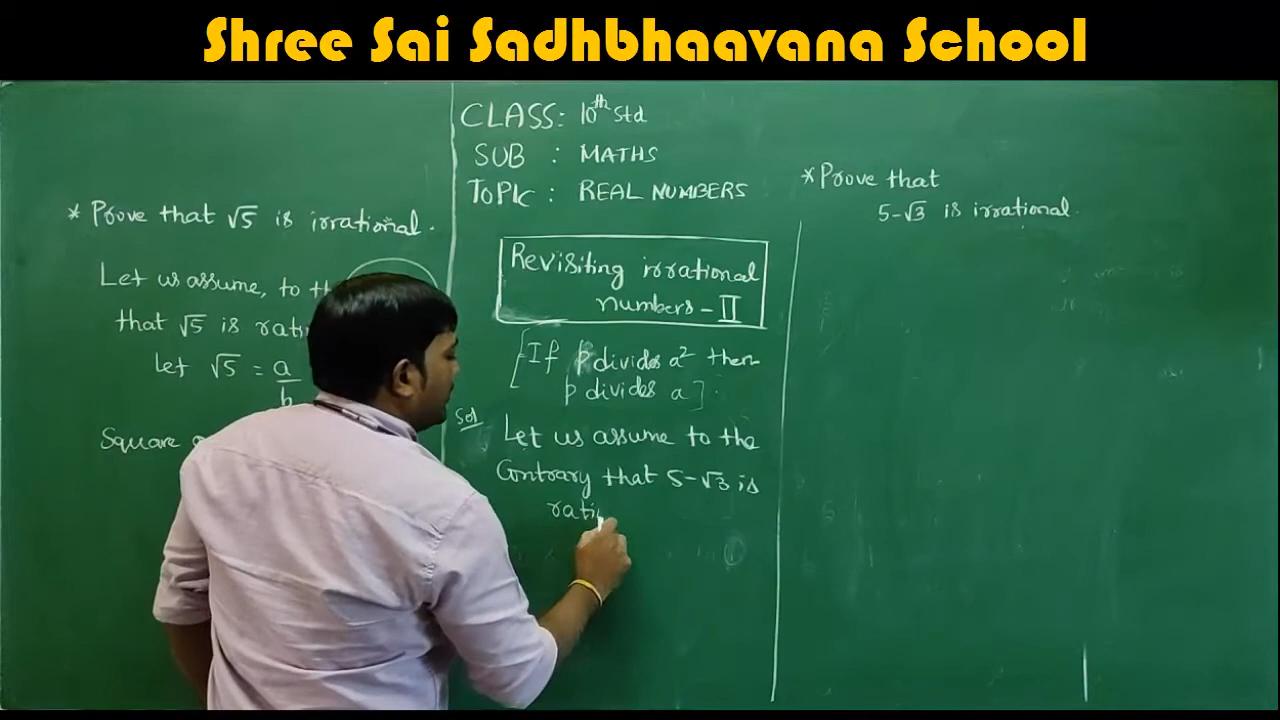 Shree Sai Sadhbhaavana School
* Prove that √5 is irrational.
Let us assume, to
that √5 is
let √5 = a
b
Square
CLASS: 10th Std
SUB : MATHS
TOPIC : REAL NUMBERS
Revisiting irrational
numbers - II
[If p divides a² then
p divides a].
Sol
Let us assume to the
Contrary that 5-√3 is
rati
* Prove that
5-√3 is irrational.